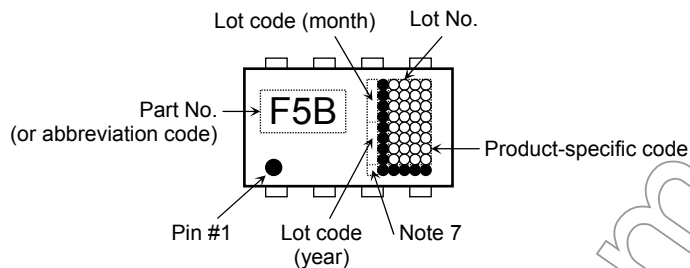 Lot code (month)
Lot No.
Part No.
(or abbreviation code)
F5B
Product-specific code
Pin #1
Lot code
(year)
Note 7
m